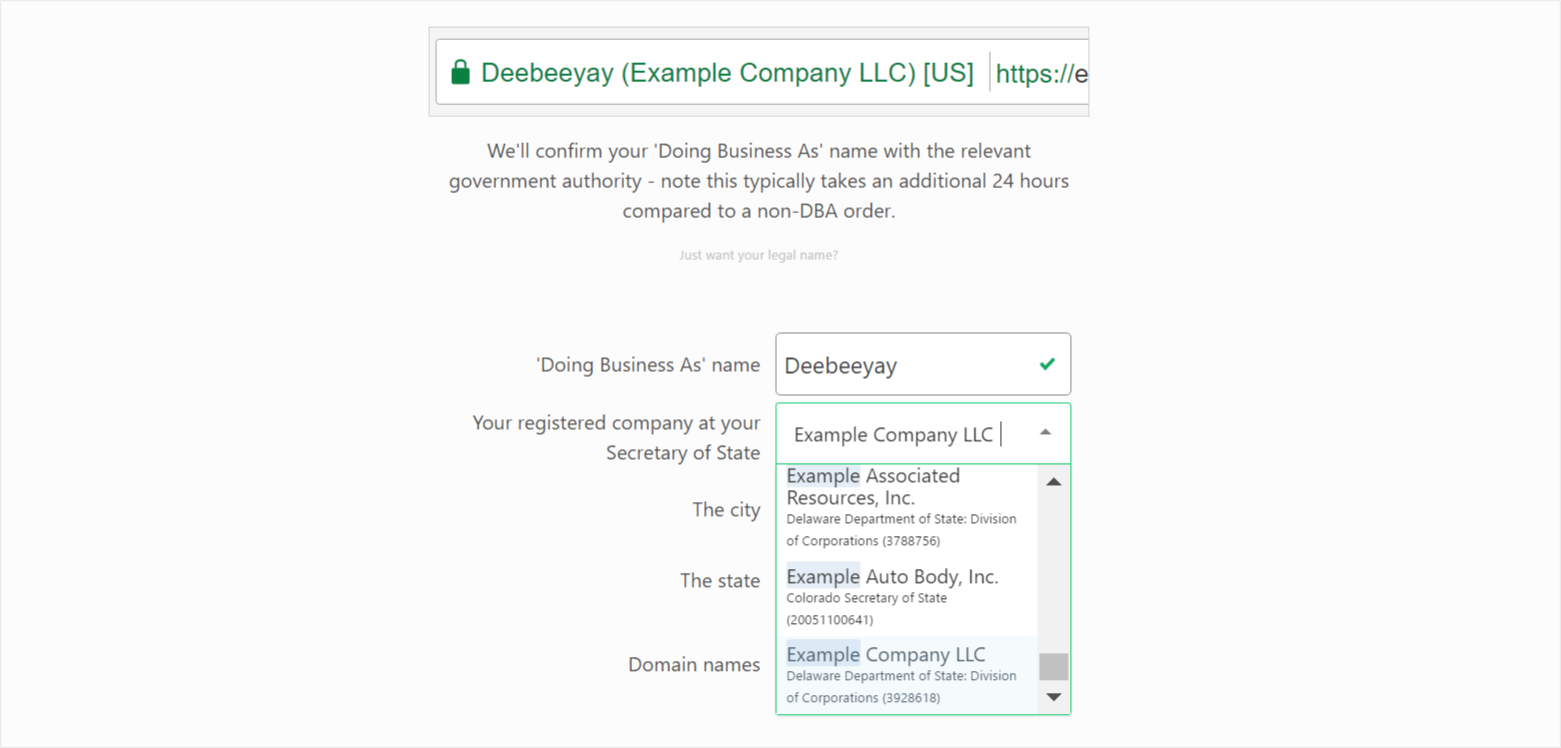 Deebeeyay (Example Company LLC) [US] https://e
We'll confirm your 'Doing Business As' name with the relevant
government authority - note this typically takes an additional 24 hours
compared to a non-DBA order.
Just want your legal name?
'Doing Business As' name
Deebeeyay
Your registered company at your
Secretary of State
Example Company LLC
Example Associated
Resources, Inc.
Delaware Department of State: Division
of Corporations (3788756)
The city
The state
Example Auto Body, Inc.
Colorado Secretary of State
(20051100641)
Domain names
Example Company LLC
Delaware Department of State: Division
of Corporations (3928618)